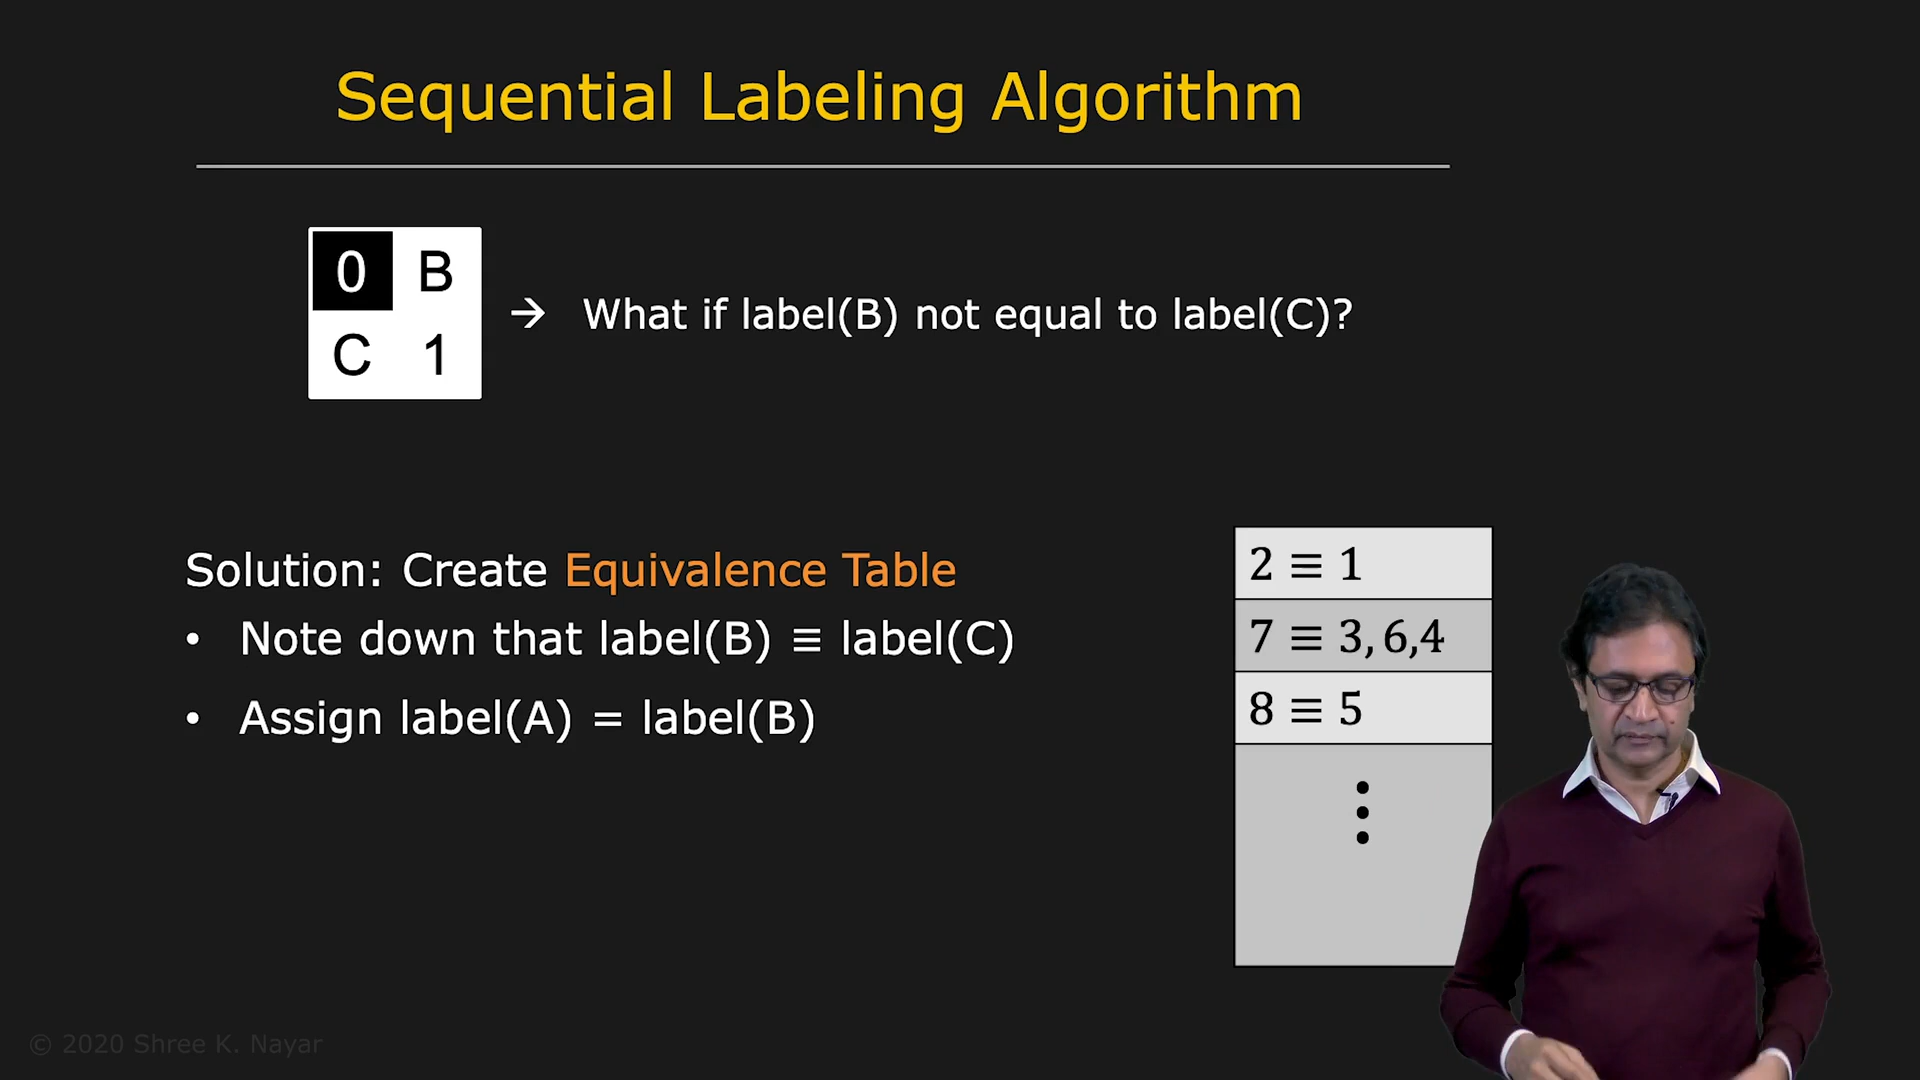 Sequential Labeling Algorithm
0 B
C 1
→ What if label(B) not equal to label(C)?
Solution: Create Equivalence Table
• Note down that label(B) ≡ label(C)
• Assign label(A) = label(B)
2 ≡ 1
7 ≡ 3, 6,4
8 ≡ 5
⋮
© 2020 Shree K. Nayar